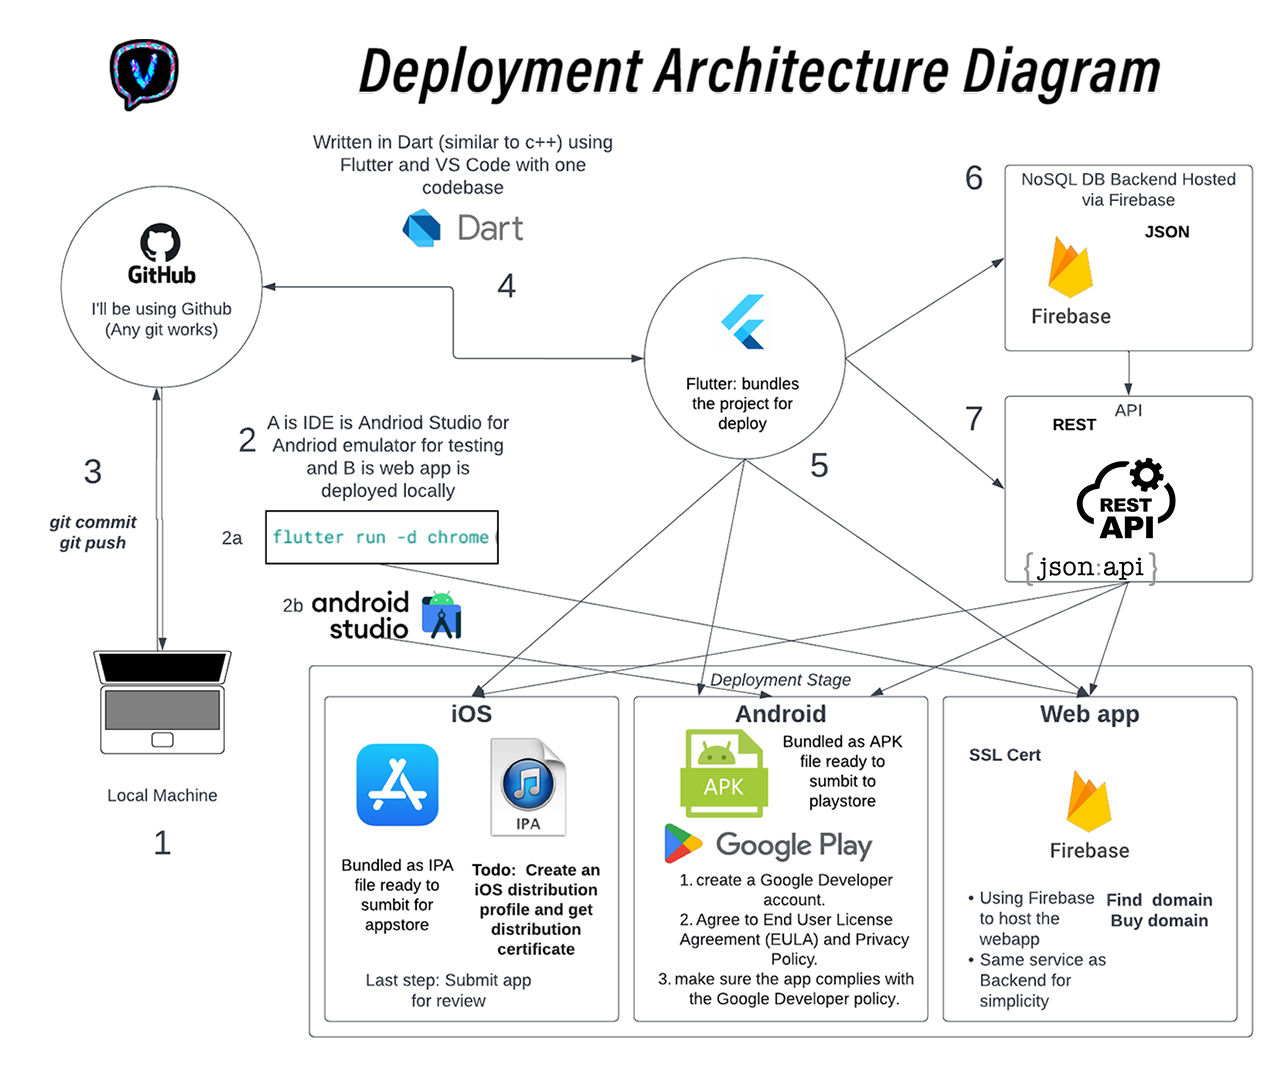 V
Deployment Architecture Diagram
Written in Dart (similar to c++) using
Flutter and VS Code with one
codebase
Dart
4
GitHub
I'll be using Github
(Any git works)
3
git commit
git push
Local Machine
1
2
A is IDE is Andriod Studio for
Andriod emulator for testing
and B is web app is
deployed locally
2a
flutter run -d chrome
2b
android
studio
Flutter: bundles
the project for
deploy
5
6
NoSQL DB Backend Hosted
via Firebase
JSON
Firebase
7
API
REST
REST
API
{json:api}
Deployment Stage
iOS
IPA
Bundled as IPA
file ready to
sumbit for
appstore
Todo: Create an
iOS distribution
profile and get
distribution
certificate
Last step: Submit app
for review
Android
APK
Bundled as APK
file ready to
sumbit to
playstore
Google Play
1. create a Google Developer
account.
2. Agree to End User License
Agreement (EULA) and Privacy
Policy.
3. make sure the app complies with
the Google Developer policy.
Web app
SSL Cert
Firebase
• Using Firebase
to host the
webapp
• Same service as
Backend for
simplicity
Find domain
Buy domain